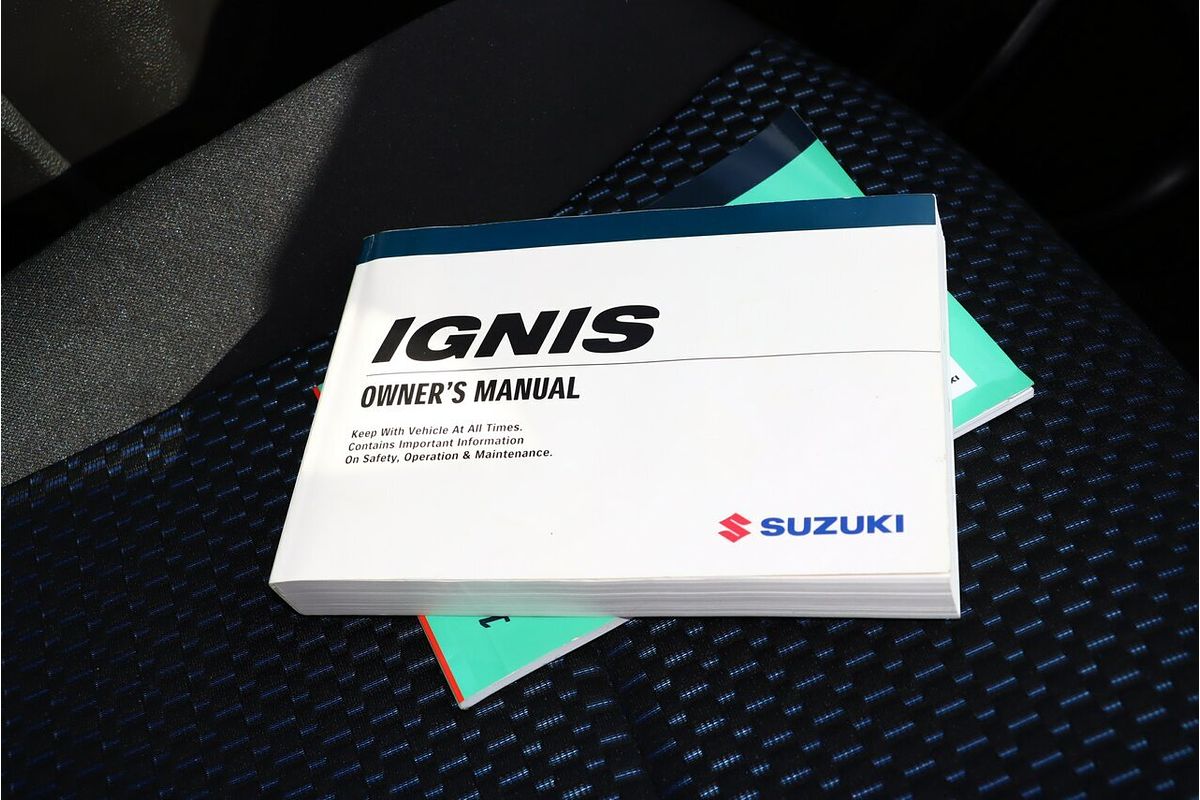 IGNIS
OWNER'S MANUAL
Keep With Vehicle At All Times.
Contains Important Information
On Safety, Operation & Maintenance.
SUZUKI